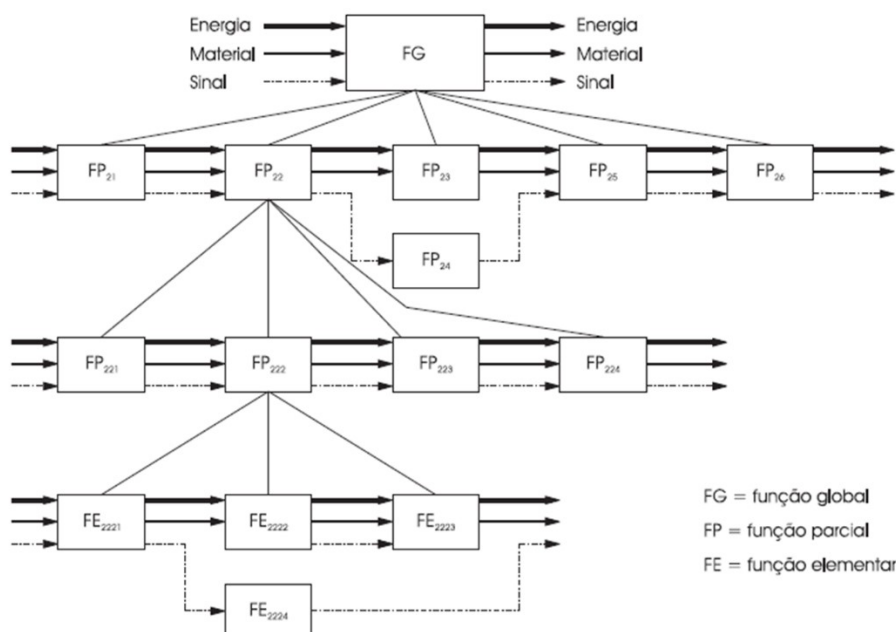 Energia
Energia
Material
FG
Material
Sinal
Sinal
FP21
FP22
FP23
FP25
FP26
FP24
FP221
FP222
FP223
FP224
FE2221
FE2222
FE2223
FG = função global
FP = função parcial
FE = função elementar
FE2224